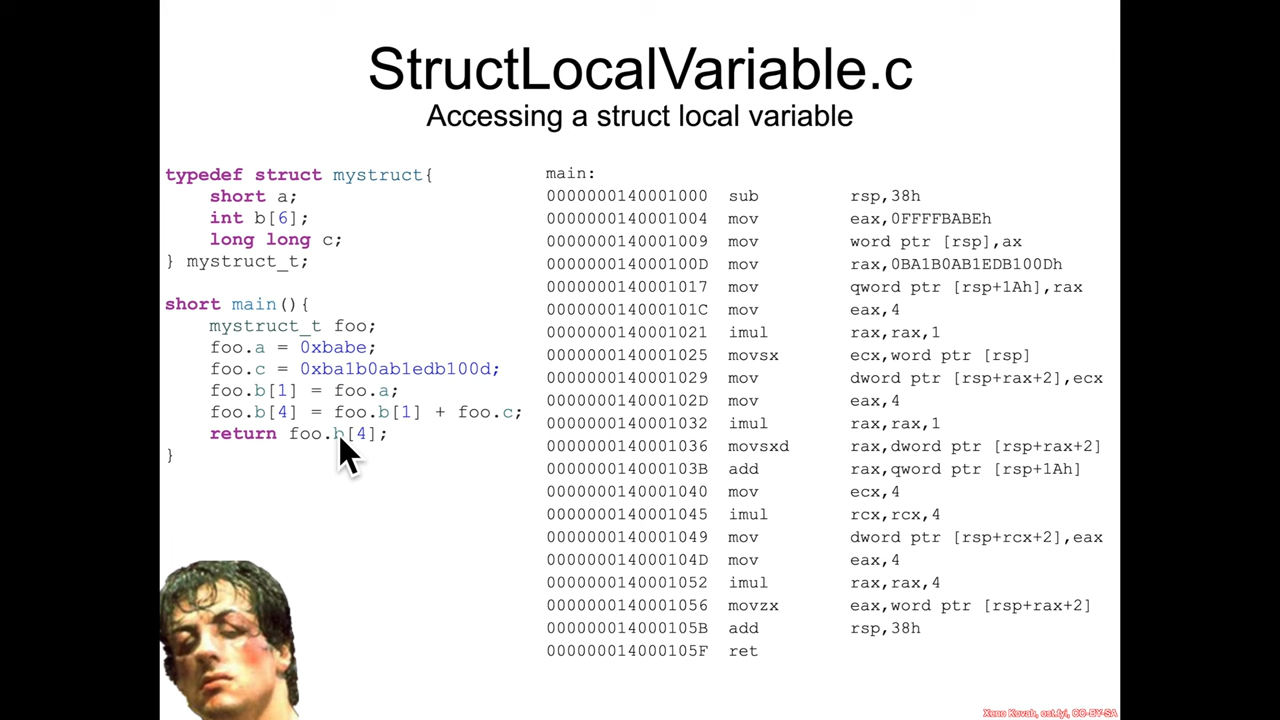 StructLocalVariable.c
Accessing a struct local variable
typedef struct mystruct{
short a;
int b[6];
long long c;
} mystruct_t;
short main(){
mystruct_t foo;
foo.a = 0xbabe;
foo.c = 0xba1b0ab1edb100d;
foo.b[1] = foo.a;
foo.b[4] = foo.b[1] + foo.c;
return foo.b[4];
}
main:
0000000140001000 sub rsp,38h
0000000140001004 mov eax,0FFFFBABEh
0000000140001009 mov word ptr [rsp],ax
000000014000100D mov rax,0BA1B0AB1EDB100Dh
0000000140001017 mov qword ptr [rsp+1Ah],rax
000000014000101C mov eax,4
0000000140001021 imul rax,rax,1
0000000140001025 movsx ecx,word ptr [rsp]
0000000140001029 mov dword ptr [rsp+rax+2],ecx
000000014000102D mov eax,4
0000000140001032 imul rax,rax,1
0000000140001036 movsxd rax,dword ptr [rsp+rax+2]
000000014000103B add rax,qword ptr [rsp+1Ah]
0000000140001040 mov ecx,4
0000000140001045 imul rcx,rcx,4
0000000140001049 mov dword ptr [rsp+rcx+2],eax
000000014000104D mov eax,4
0000000140001052 imul rax,rax,4
0000000140001056 movzx eax,word ptr [rsp+rax+2]
000000014000105B add rsp,38h
000000014000105F ret
Xeno Kovah, ost.fyi, CC-BY-SA